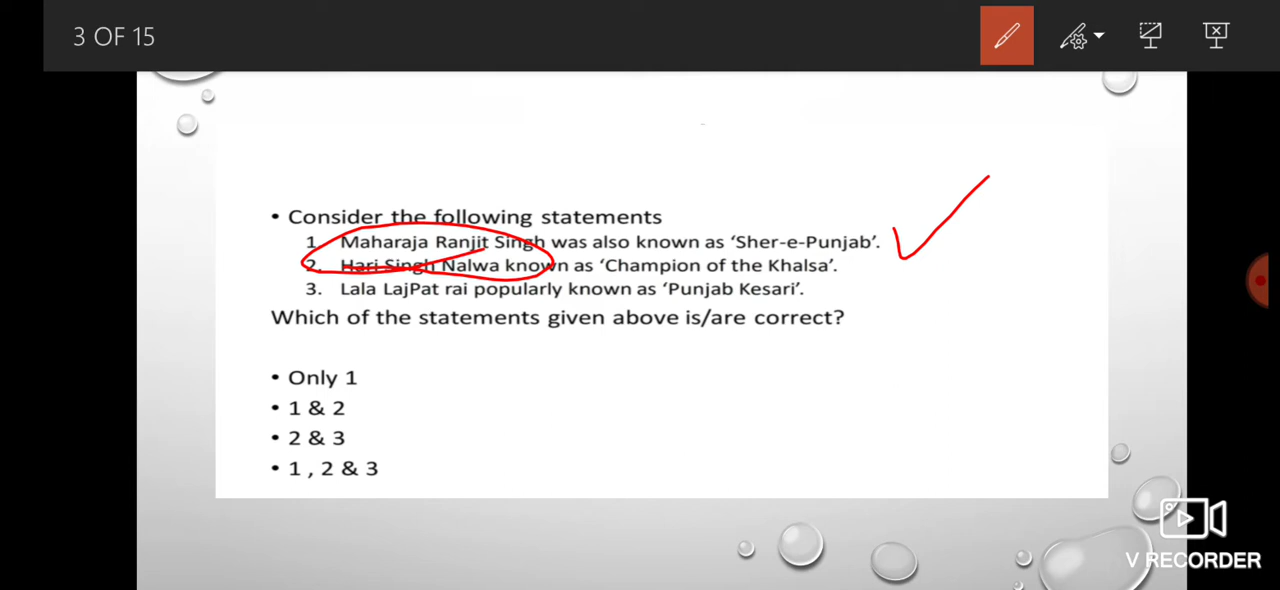 3 OF 15
• Consider the following statements
1. Maharaja Ranjit Singh was also known as ‘Sher-e-Punjab’.
2. Hari Singh Nalwa known as ‘Champion of the Khalsa’.
3. Lala LajPat rai popularly known as ‘Punjab Kesari’.
Which of the statements given above is/are correct?
• Only 1
• 1 & 2
• 2 & 3
• 1 , 2 & 3
V RECORDER